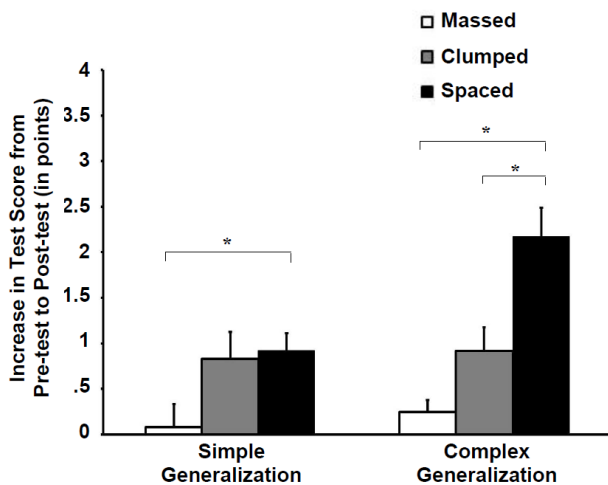 Massed
Clumped
Spaced
Increase in Test Score from
Pre-test to Post-test (in points)
4
3.5
3
2.5
2
1.5
1
.5
0
*
*
*
Simple
Generalization
Complex
Generalization